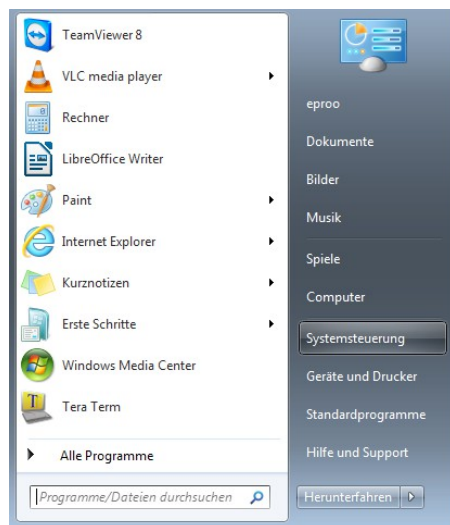 TeamViewer 8
VLC media player
Rechner
LibreOffice Writer
Paint
Internet Explorer
Kurznotizen
Erste Schritte
Windows Media Center
Tera Term
Alle Programme
Programme/Dateien durchsuchen
eproo
Dokumente
Bilder
Musik
Spiele
Computer
Systemsteuerung
Geräte und Drucker
Standardprogramme
Hilfe und Support
Herunterfahren